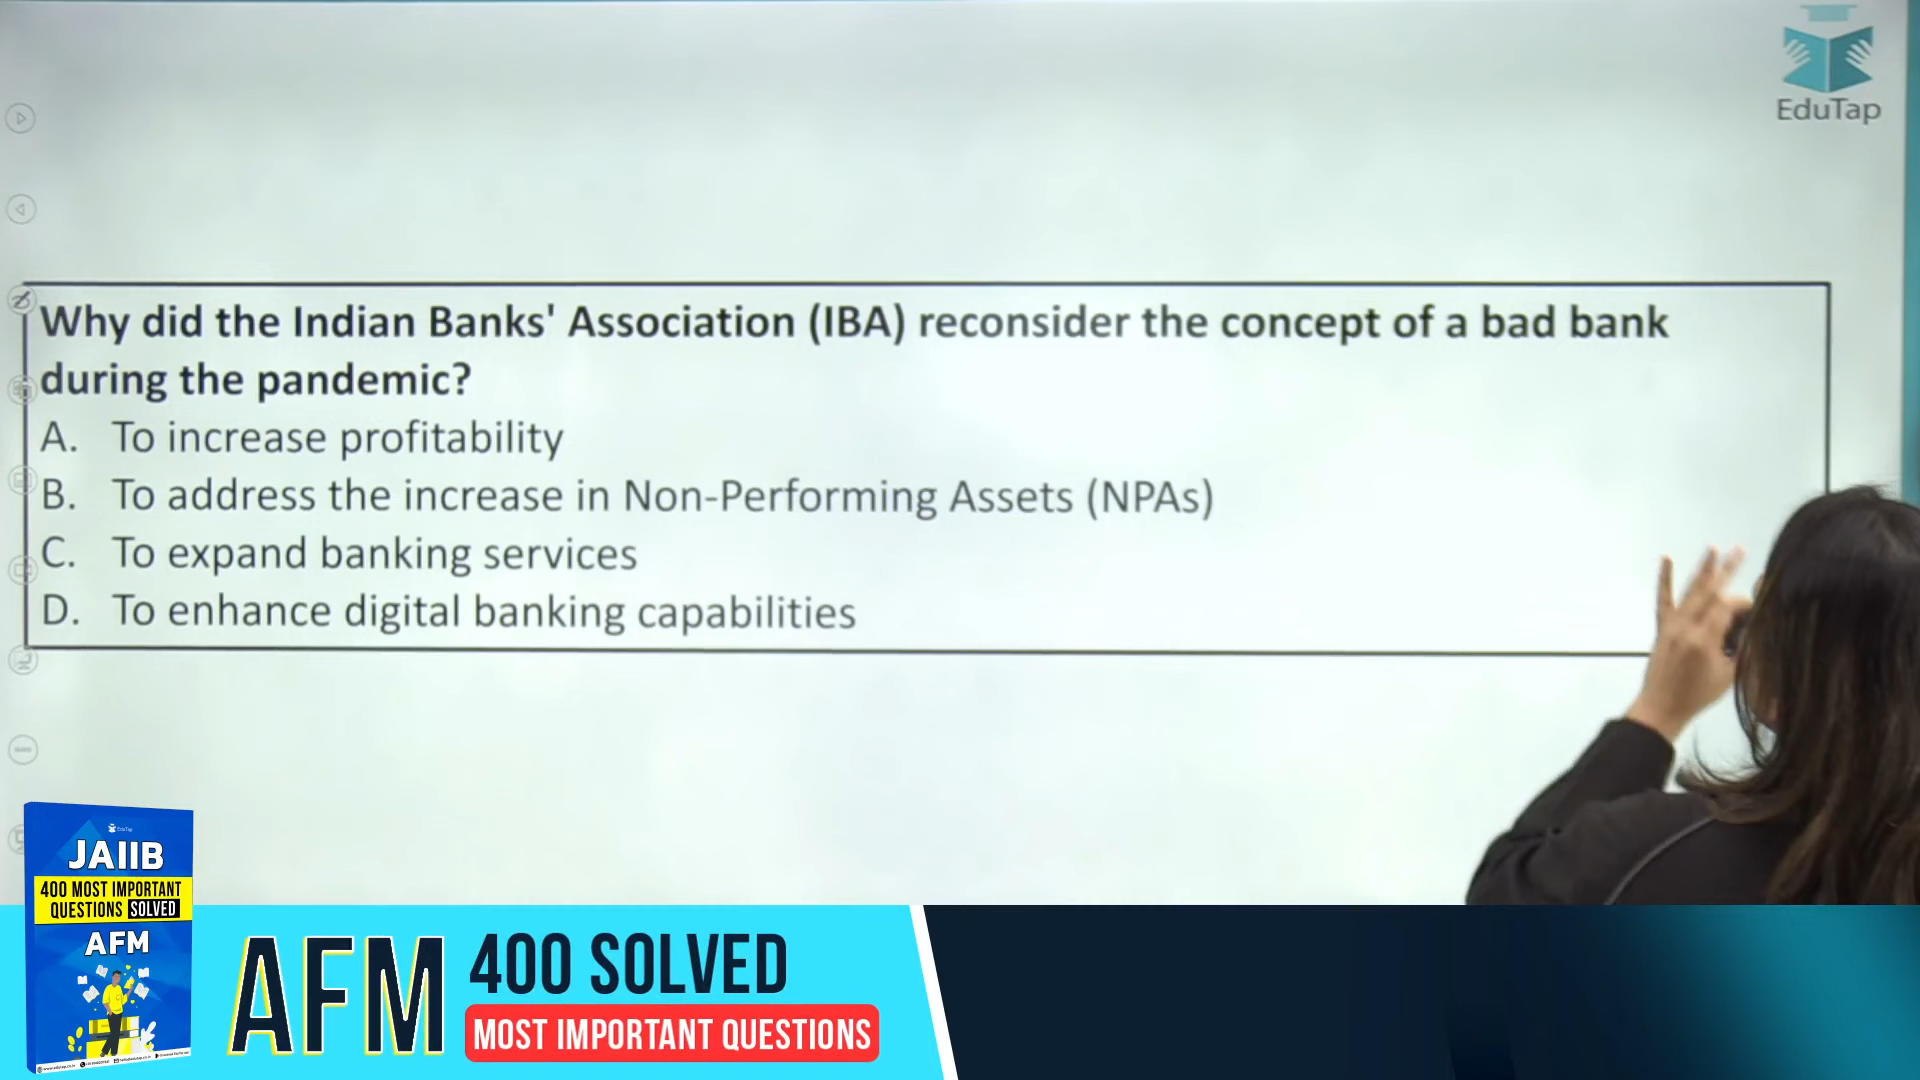 EduTap
Why did the Indian Banks' Association (IBA) reconsider the concept of a bad bank
during the pandemic?
A. To increase profitability
B. To address the increase in Non-Performing Assets (NPAs)
C. To expand banking services
D. To enhance digital banking capabilities
EduTap
JAIIB
400 MOST IMPORTANT
QUESTIONS SOLVED
AFM
AFM
400 SOLVED
MOST IMPORTANT QUESTIONS